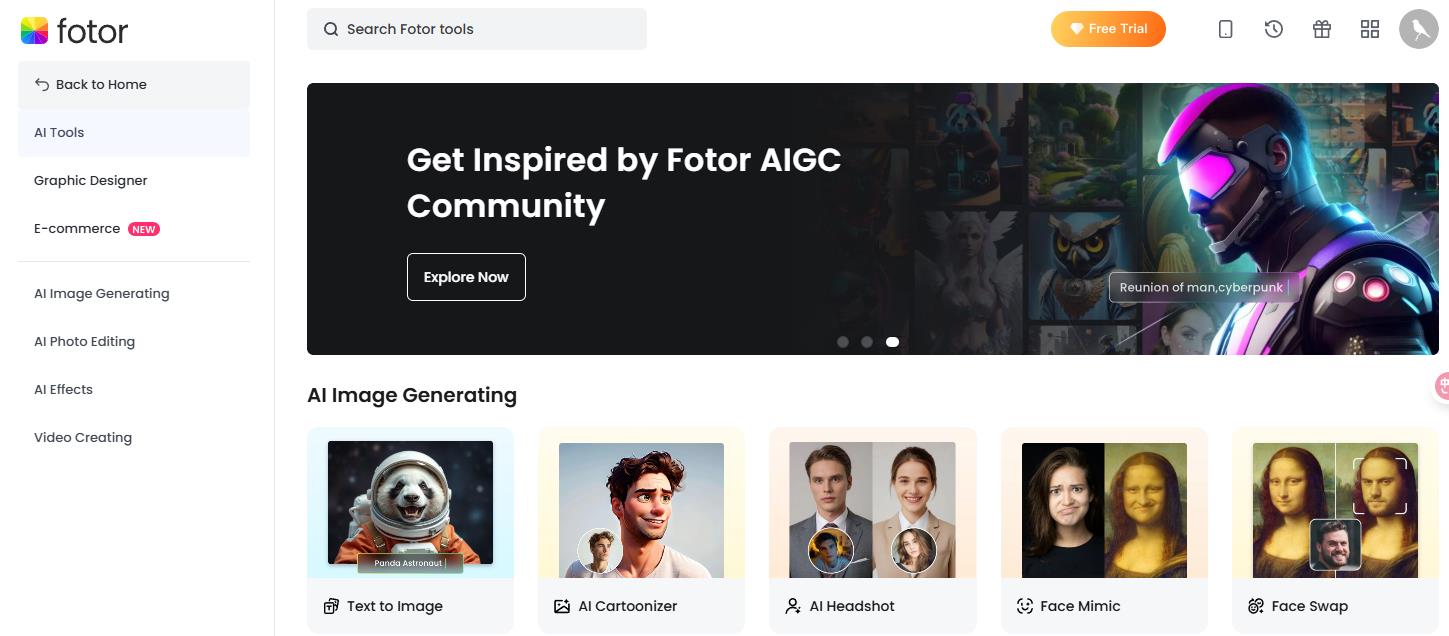 fotor
Search Fotor tools
Free Trial
Back to Home
AI Tools
Graphic Designer
E-commerce NEW
AI Image Generating
AI Photo Editing
AI Effects
Video Creating
Get Inspired by Fotor AIGC
Community
Explore Now
Reunion of man,cyberpunk
AI Image Generating
Panda Astronaut
Text to Image
AI Cartoonizer
AI Headshot
Face Mimic
Face Swap